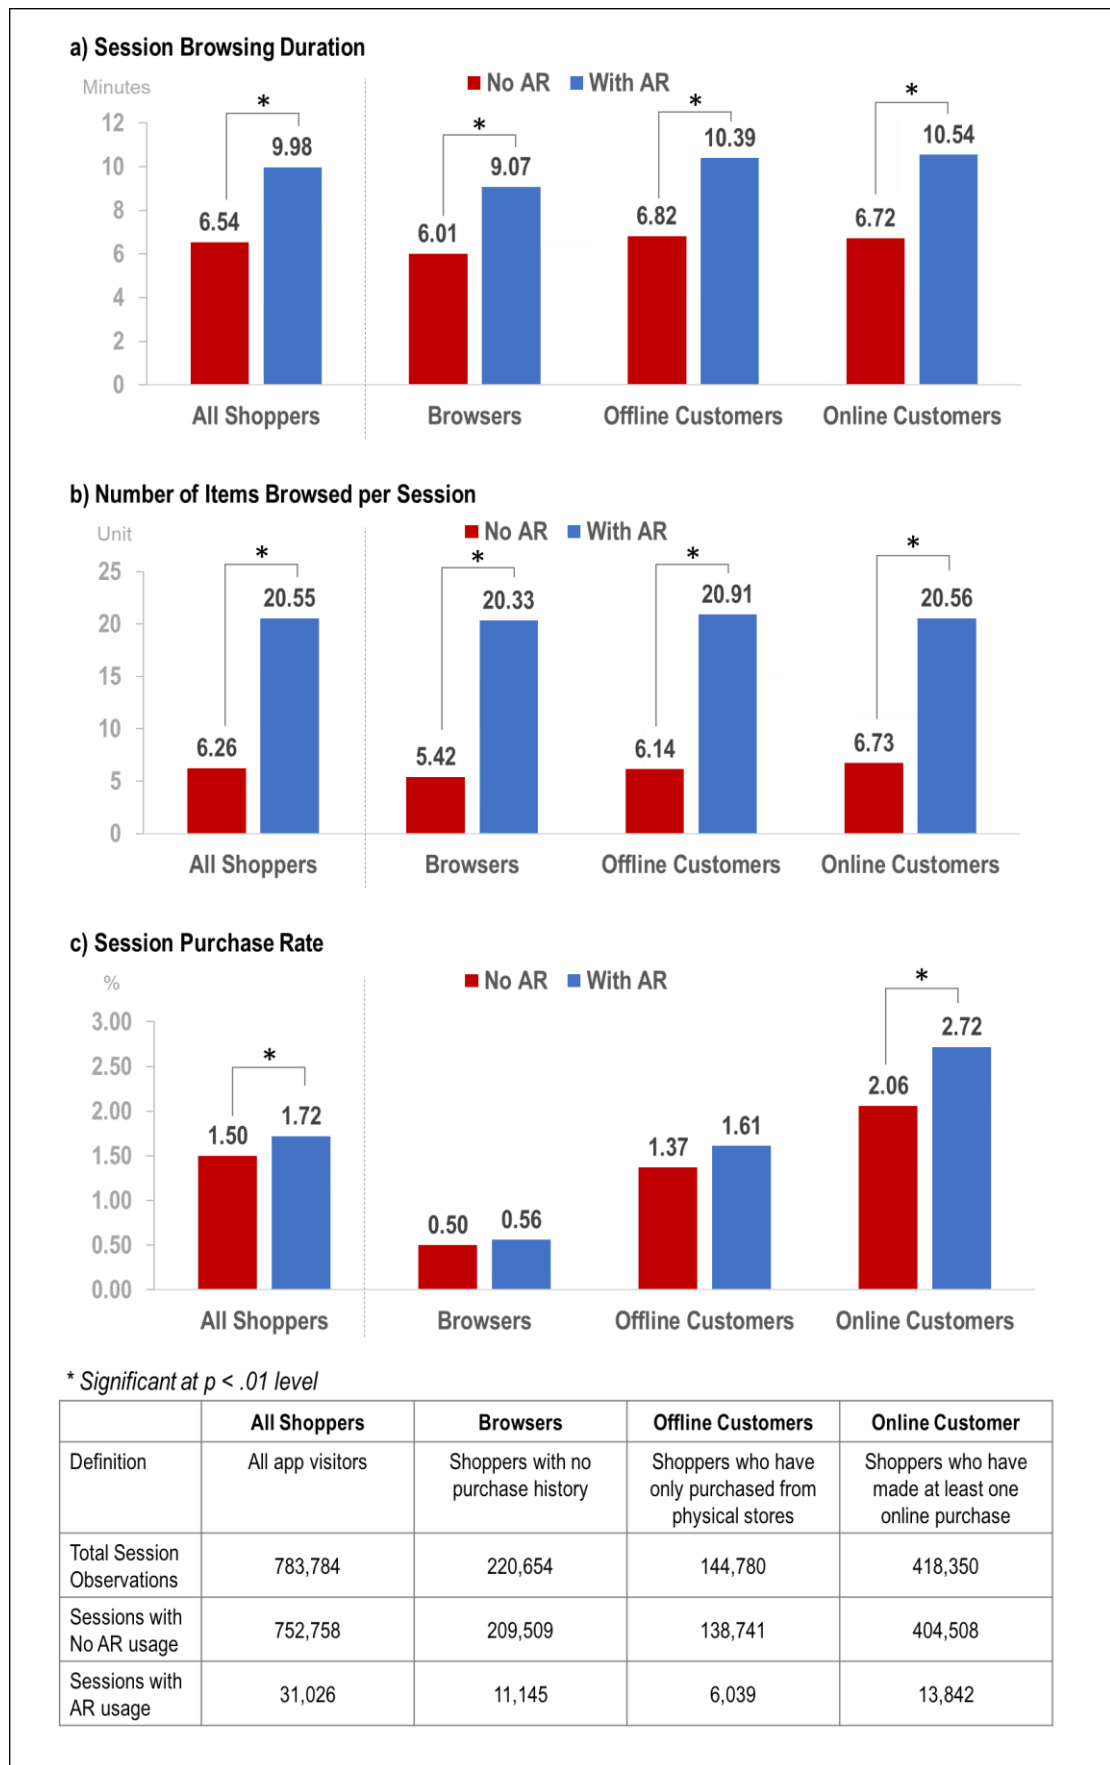 a) Session Browsing Duration
Minutes
No AR With AR
12
10
8
6
4
2
0
* * * *
6.54 9.98 6.01 9.07 6.82 10.39 6.72 10.54
All Shoppers Browsers Offline Customers Online Customers
b) Number of Items Browsed per Session
Unit
No AR With AR
25
20
15
10
5
0
* * * *
6.26 20.55 5.42 20.33 6.14 20.91 6.73 20.56
All Shoppers Browsers Offline Customers Online Customers
c) Session Purchase Rate
%
No AR With AR
3.00
2.50
2.00
1.50
1.00
0.50
0.00
* *
1.50 1.72 0.50 0.56 1.37 1.61 2.06 2.72
All Shoppers Browsers Offline Customers Online Customers
* Significant at p < .01 level
All Shoppers Browsers Offline Customers Online Customer
Definition All app visitors Shoppers with no Shoppers who have Shoppers who have
purchase history only purchased from made at least one
physical stores online purchase
Total Session
Observations 783,784 220,654 144,780 418,350
Sessions with
No AR usage 752,758 209,509 138,741 404,508
Sessions with
AR usage 31,026 11,145 6,039 13,842